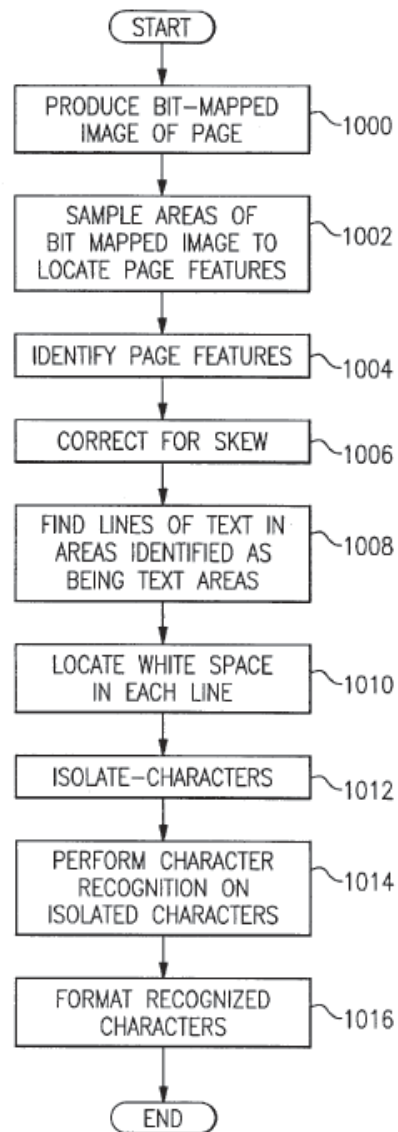 START
PRODUCE BIT-MAPPED
IMAGE OF PAGE
1000
SAMPLE AREAS OF
BIT MAPPED IMAGE TO
LOCATE PAGE FEATURES
1002
IDENTIFY PAGE FEATURES
1004
CORRECT FOR SKEW
1006
FIND LINES OF TEXT IN
AREAS IDENTIFIED AS
BEING TEXT AREAS
1008
LOCATE WHITE SPACE
IN EACH LINE
1010
ISOLATE-CHARACTERS
1012
PERFORM CHARACTER
RECOGNITION ON
ISOLATED CHARACTERS
1014
FORMAT RECOGNIZED
CHARACTERS
1016
END